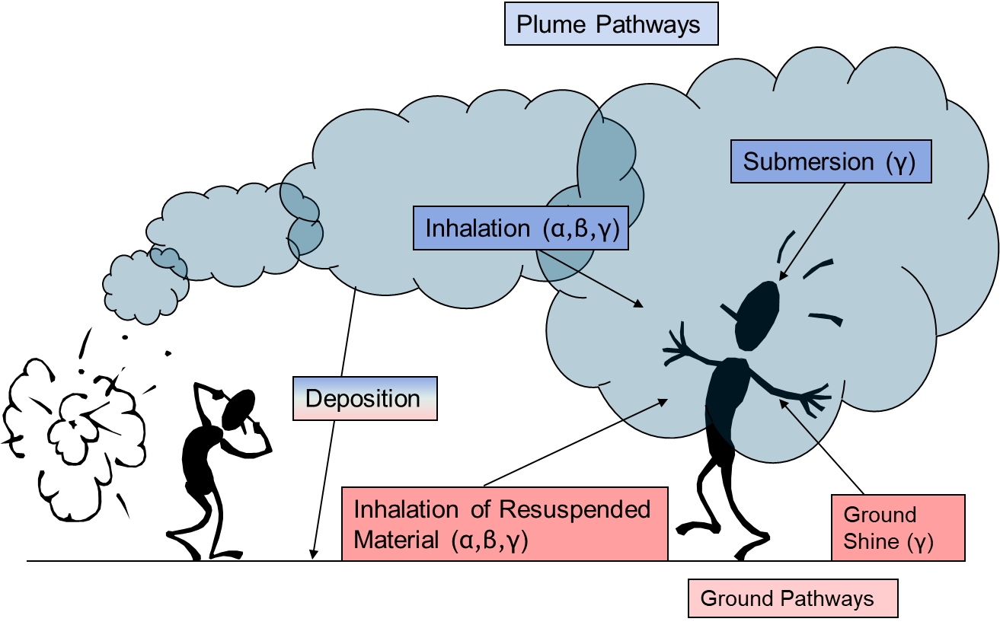 Plume Pathways
Submersion (γ)
Inhalation (α,β,γ)
Deposition
Inhalation of Resuspended
Material (α,β,γ)
Ground
Shine (γ)
Ground Pathways